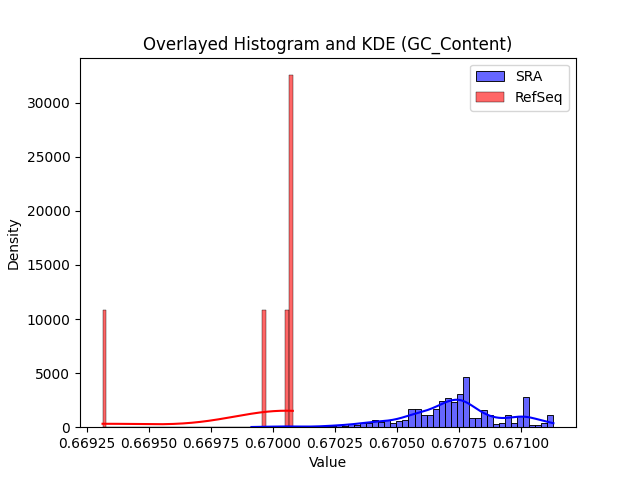 Overlayed Histogram and KDE (GC_Content)
SRA
RefSeq
Density
30000
25000
20000
15000
10000
5000
0
0.66925 0.66950 0.66975 0.67000 0.67025 0.67050 0.67075 0.67100
Value